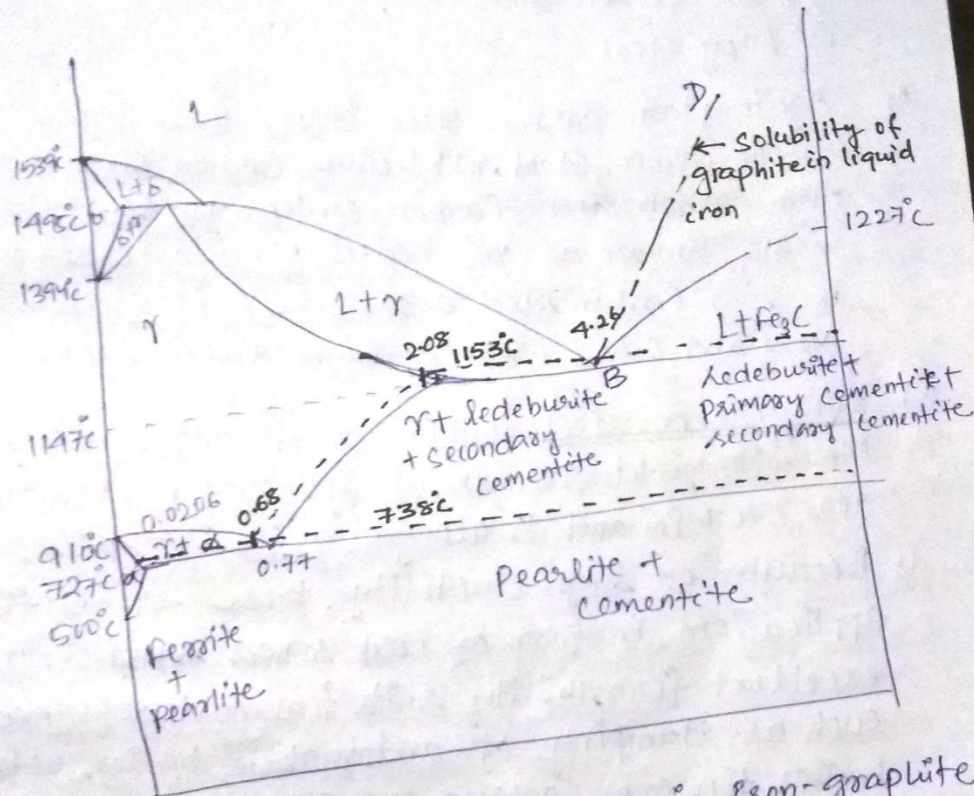 L
D
← solubility of
graphite in liquid
iron
1539°C
L+δ
1495°C
1394°C
1227°C
γ
L+γ
2.08
1153°C
4.26
B
L+Fe3C
1147°C
γ+ ledeburite
+ secondary
cementite
ledeburite+
primary cementite+
secondary cementite
0.0206
0.68
738°C
910°C
γ+α
0.77
727°C
α
500°C
pearlite +
cementite
ferrite
+
pearlite
iron-graphite